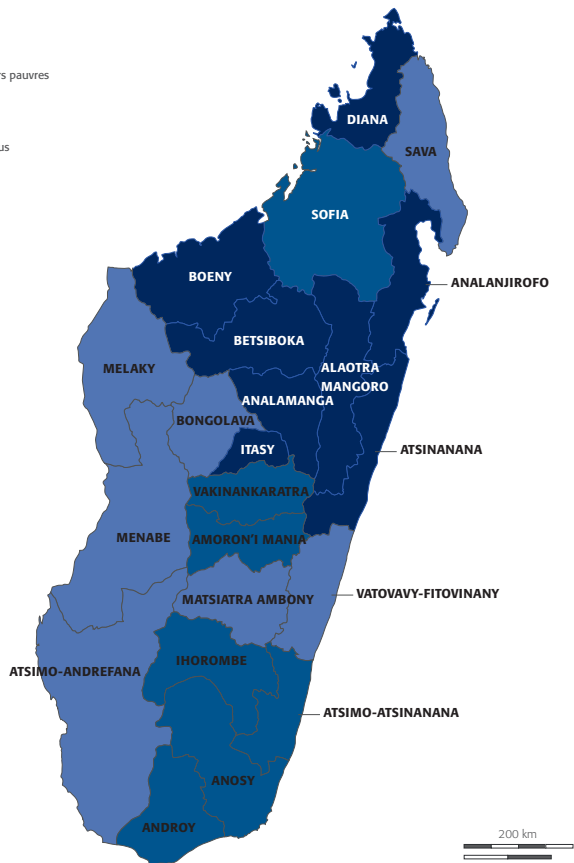 s pauvres
us
DIANA
SAVA
SOFIA
BOENY
ANALANJIROFO
BETSIBOKA
MELAKY
ALAOTRA
MANGORO
ANALAMANGA
BONGOLAVA
ITASY
ATSINANANA
VAKINANKARATRA
MENABE
AMORON'I MANIA
VATOVAVY-FITOVINANY
MATSIATRA AMBONY
IHOROMBE
ATSIMO-ANDREFANA
ATSIMO-ATSINANANA
ANOSY
ANDROY
200 km